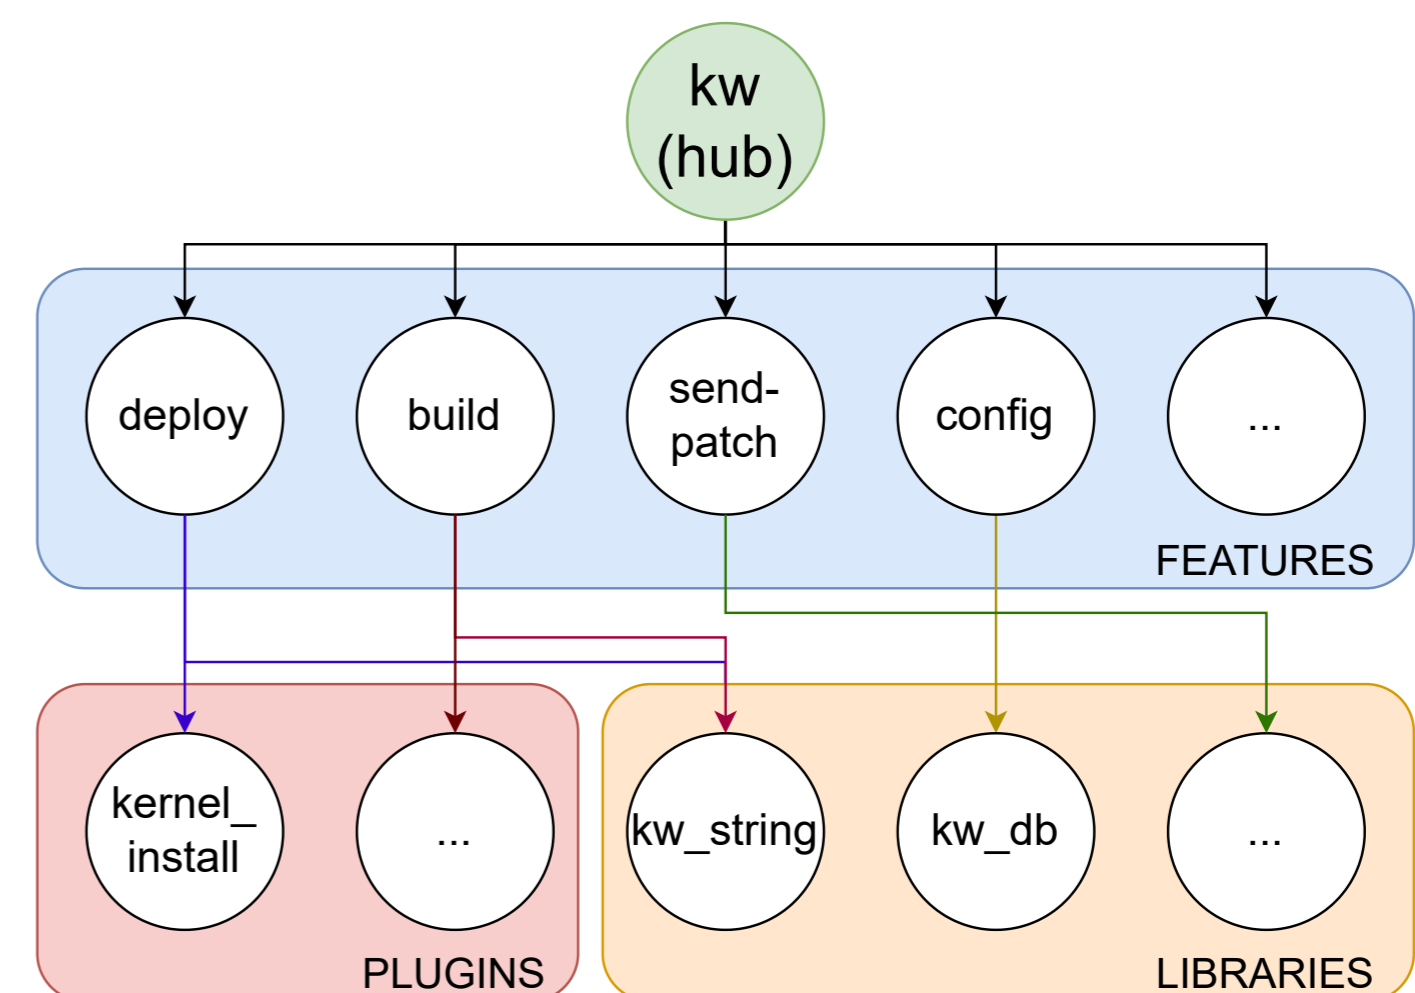 kw
(hub)
deploy
build
send-
patch
config
...
FEATURES
kernel_
install
...
kw_string
kw_db
...
PLUGINS
LIBRARIES